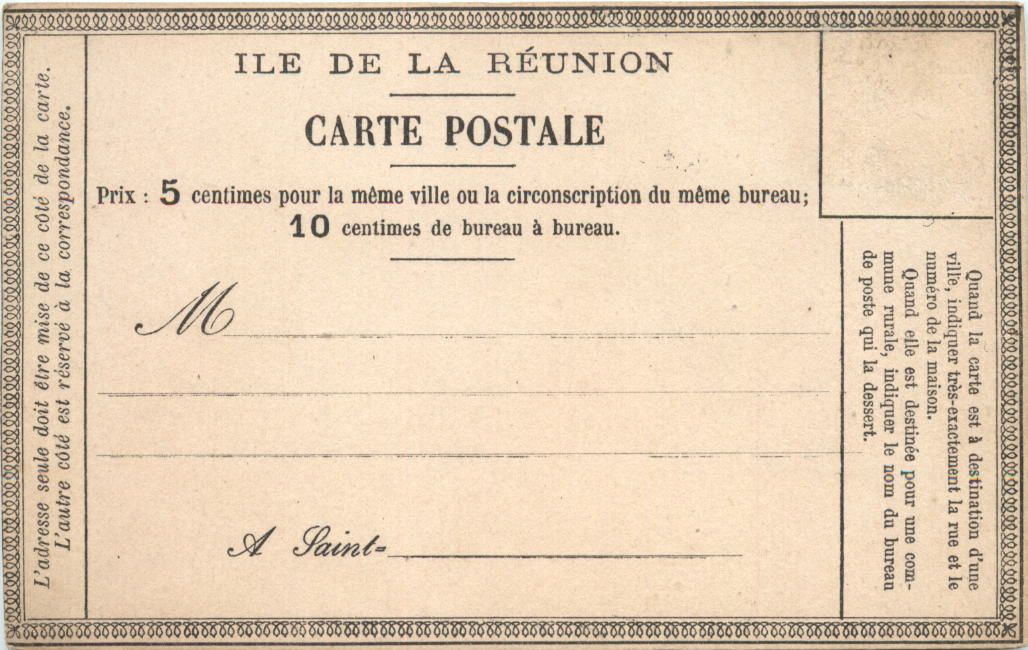 ILE DE LA RÉUNION
CARTE POSTALE
Prix : 5 centimes pour la même ville ou la circonscription du même bureau;
10 centimes de bureau à bureau.
M
A Saint-
L'adresse seule doit être mise de ce côté de la carte.
L'autre côté est réservé à la correspondance.
Quand la carte est à destination d'une
ville, indiquer très-exactement la rue et le
numéro de la maison.
Quand elle est destinée pour une com-
mune rurale, indiquer le nom du bureau
de poste qui la dessert.